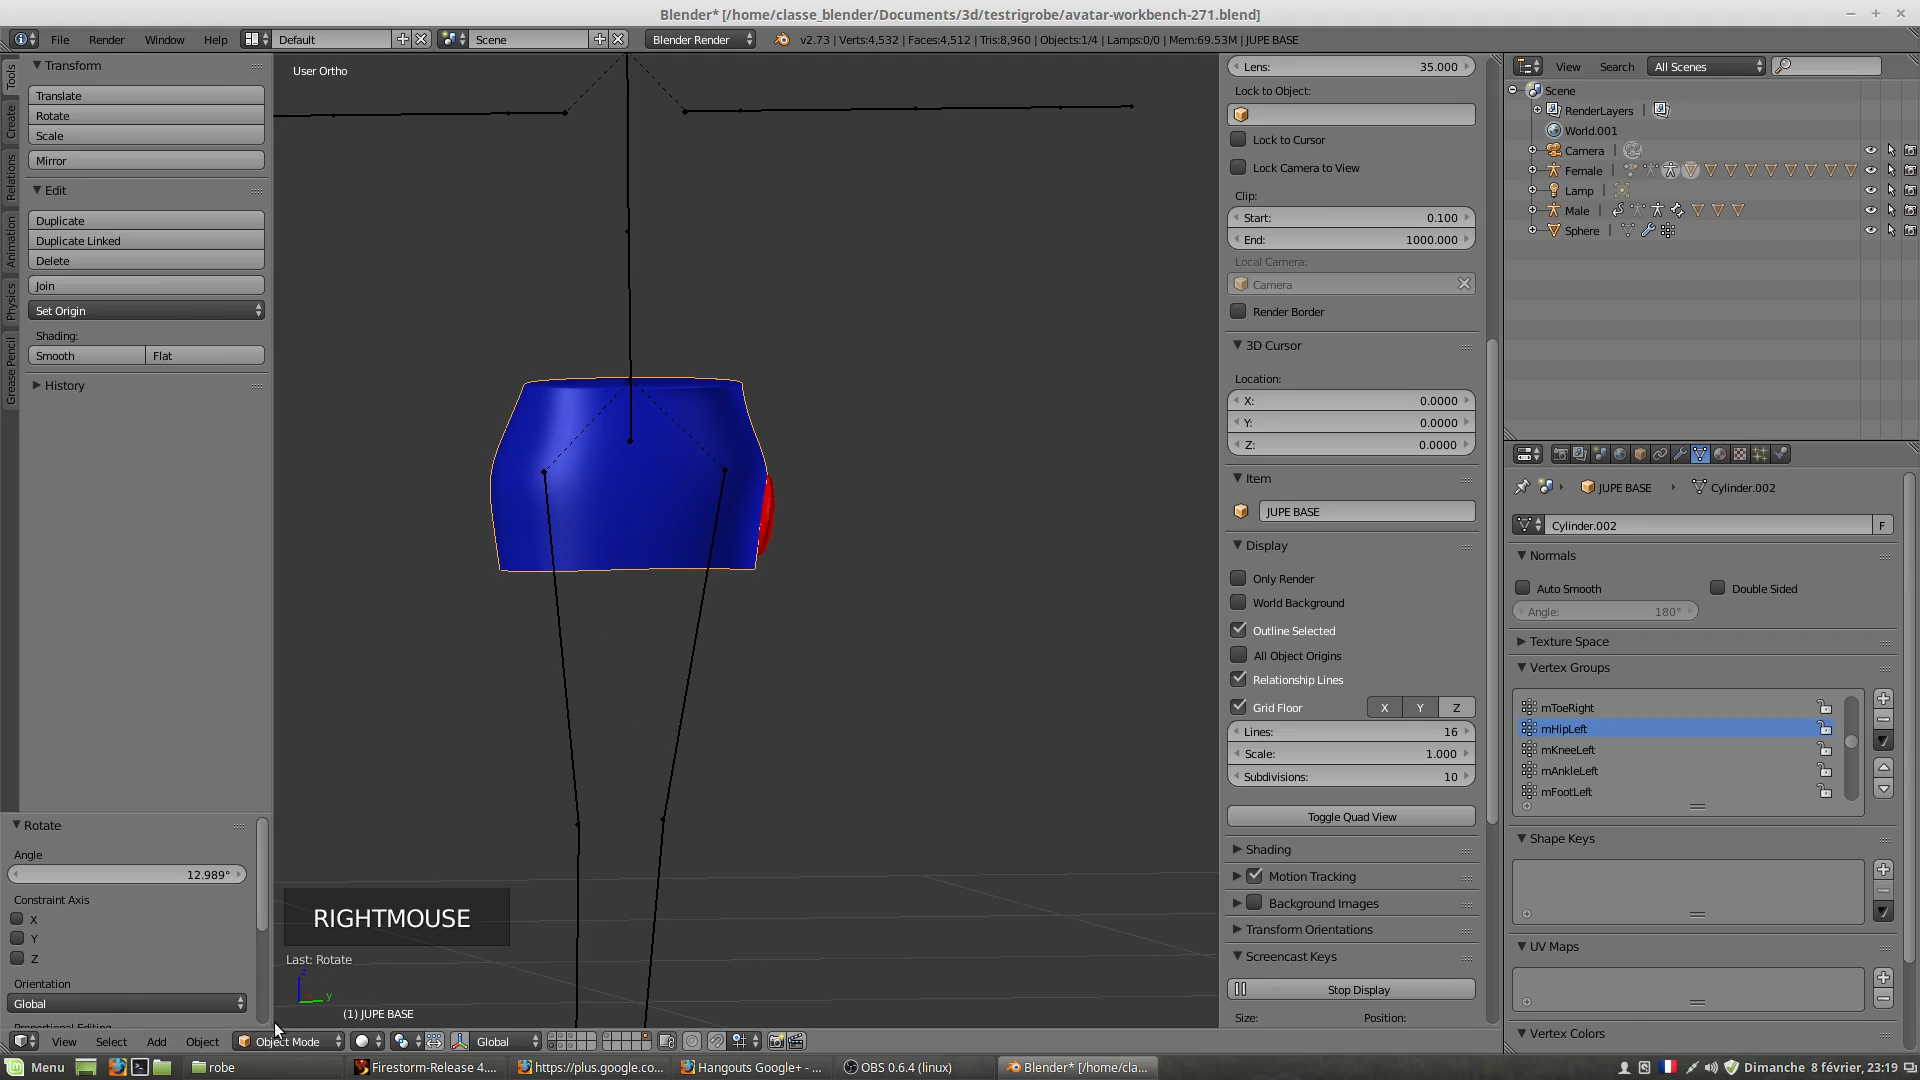 Blender* [/home/classe_blender/Documents/3d/testrigrobe/avatar-workbench-271.blend]
File Render Window Help Default Scene Blender Render v2.73 | Verts:4,532 | Faces:4,512 | Tris:8,960 | Objects:1/4 | Lamps:0/0 | Mem:69.53M | JUPE BASE
Tools
Create
Relations
Animation
Physics
Grease Pencil
Transform
Translate
Rotate
Scale
Mirror
Edit
Duplicate
Duplicate Linked
Delete
Join
Set Origin
Shading:
Smooth Flat
History
Rotate
Angle
12.989°
Constraint Axis
X
Y
Z
Orientation
Global
Proportional Editing
User Ortho
RIGHTMOUSE
Last: Rotate
z
y
(1) JUPE BASE
View Select Add Object Object Mode Global
Lens: 35.000
Lock to Object:
Lock to Cursor
Lock Camera to View
Clip:
Start: 0.100
End: 1000.000
Local Camera:
Camera
Render Border
3D Cursor
Location:
X: 0.0000
Y: 0.0000
Z: 0.0000
Item
JUPE BASE
Display
Only Render
World Background
Outline Selected
All Object Origins
Relationship Lines
Grid Floor X Y Z
Lines: 16
Scale: 1.000
Subdivisions: 10
Toggle Quad View
Shading
Motion Tracking
Background Images
Transform Orientations
Screencast Keys
Stop Display
Size: Position:
View Search All Scenes
Scene
RenderLayers
World.001
Camera
Female
Lamp
Male
Sphere
JUPE BASE Cylinder.002
Cylinder.002 F
Normals
Auto Smooth Double Sided
Angle: 180°
Texture Space
Vertex Groups
mToeRight
mHipLeft
mKneeLeft
mAnkleLeft
mFootLeft
Shape Keys
UV Maps
Vertex Colors
Menu robe Firestorm-Release 4.... https://plus.google.co... Hangouts Google+ - ... OBS 0.6.4 (linux) Blender* [/home/cla... Dimanche 8 février, 23:19